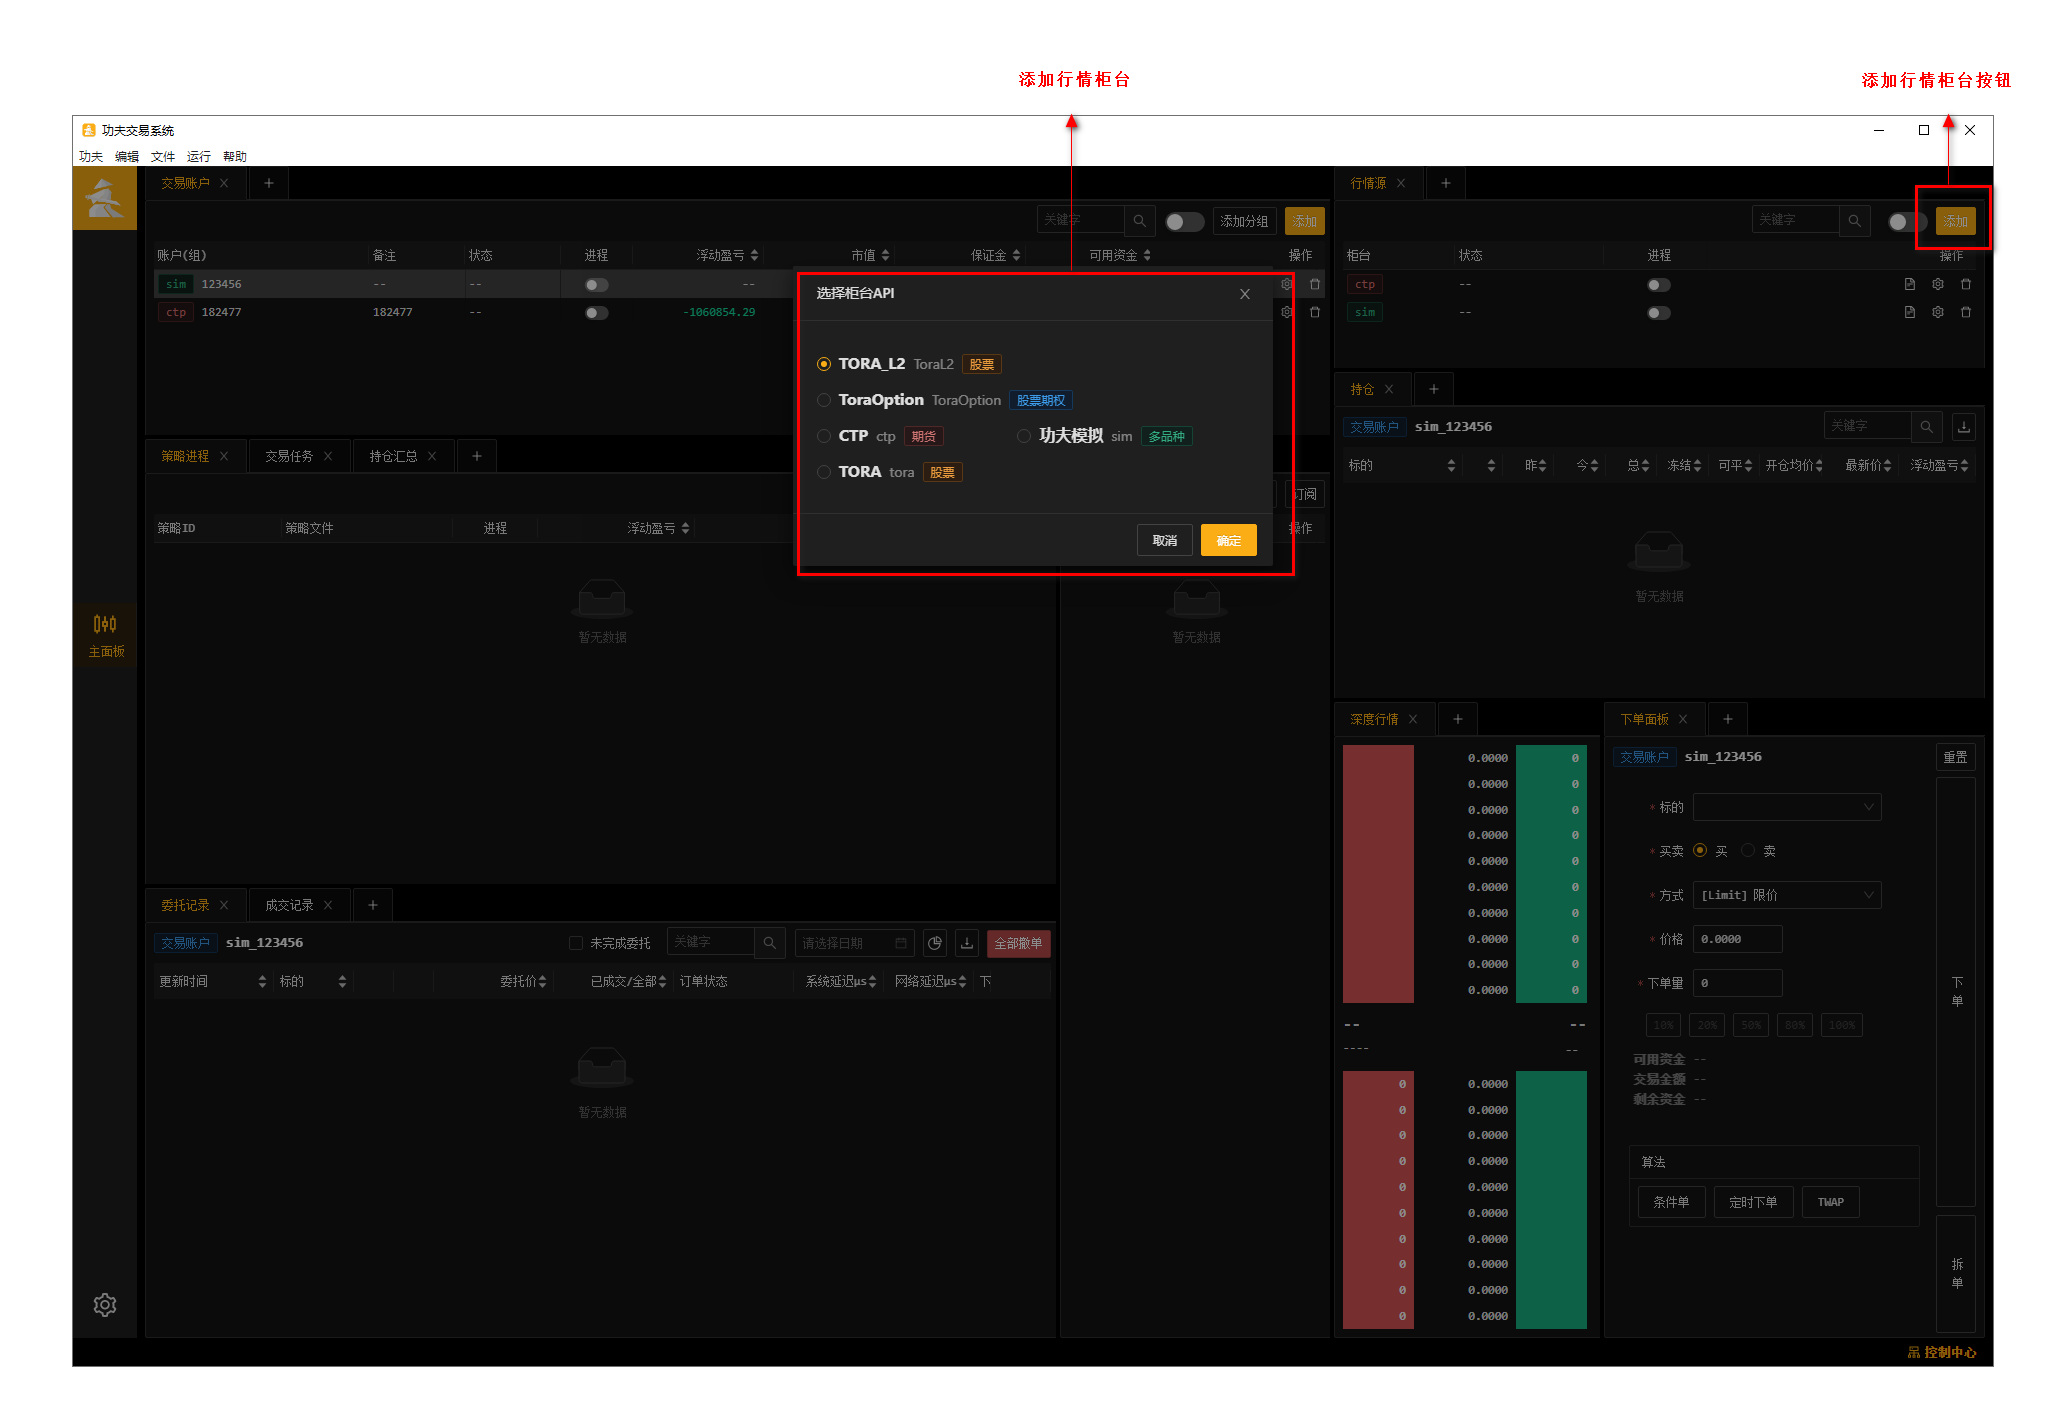 添加行情柜台
添加行情柜台按钮
功夫交易系统
功夫 编辑 文件 运行 帮助
交易账户
关键字 添加分组 添加
账户(组) 备注 状态 进程 浮动盈亏 市值 保证金 可用资金 操作
sim 123456 -- -- --
ctp 182477 182477 -- -1060854.29
行情源
关键字 添加
柜台 状态 进程 操作
ctp --
sim --
选择柜台API
TORA_L2 ToraL2 股票
ToraOption ToraOption 股票期权
CTP ctp 期货 功夫模拟 sim 多品种
TORA tora 股票
取消 确定
持仓
交易账户 sim_123456 关键字
标的 昨 今 总 冻结 可平 开仓均价 最新价 浮动盈亏
暂无数据
策略进程 交易任务 持仓汇总
订阅
策略ID 策略文件 进程 浮动盈亏 操作
暂无数据 暂无数据
主面板
深度行情
0.0000 0
0.0000 0
0.0000 0
0.0000 0
0.0000 0
0.0000 0
0.0000 0
0.0000 0
0.0000 0
0.0000 0
-- --
---- --
0 0.0000
0 0.0000
0 0.0000
0 0.0000
0 0.0000
0 0.0000
0 0.0000
0 0.0000
0 0.0000
0 0.0000
下单面板
交易账户 sim_123456 重置
* 标的
* 买卖 买 卖
* 方式 [Limit] 限价
* 价格 0.0000
* 下单量 0
10% 20% 50% 80% 100%
可用资金 --
交易金额 --
剩余资金 --
下单
算法
条件单 定时下单 TWAP
拆单
委托记录 成交记录
交易账户 sim_123456 未完成委托 关键字 请选择日期 全部撤单
更新时间 标的 委托价 已成交/全部 订单状态 系统延迟μs 网络延迟μs 下
暂无数据
控制中心